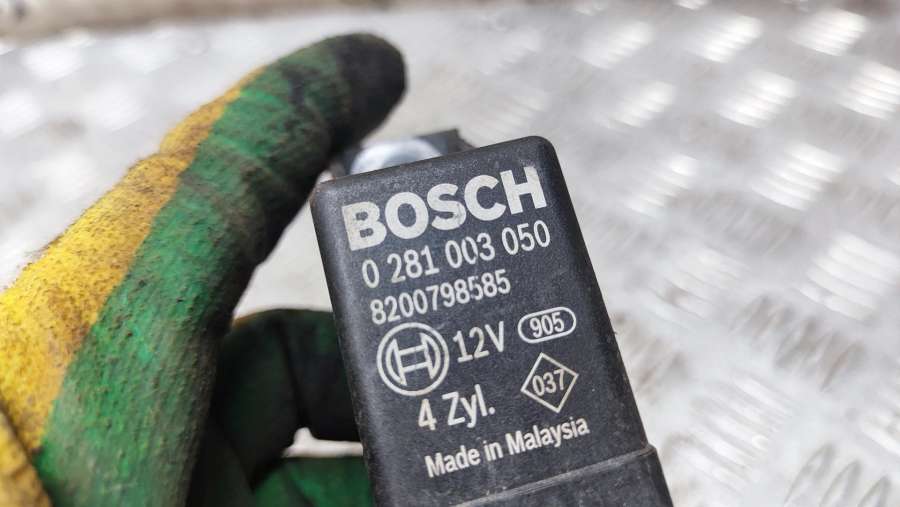 BOSCH
0 281 003 050
8200798585
12V 905
4 Zyl. 037
Made in Malaysia